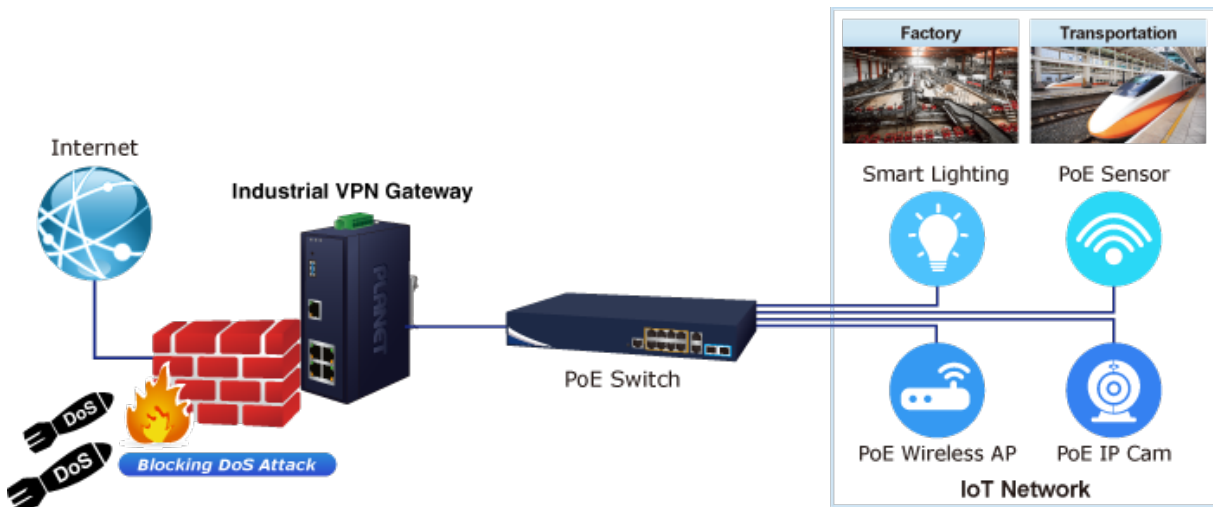 Factory
Transportation
Internet
Industrial VPN Gateway
Smart Lighting
PoE Sensor
PLANET
PoE Switch
DoS
DoS
Blocking DoS Attack
PoE Wireless AP
PoE IP Cam
IoT Network